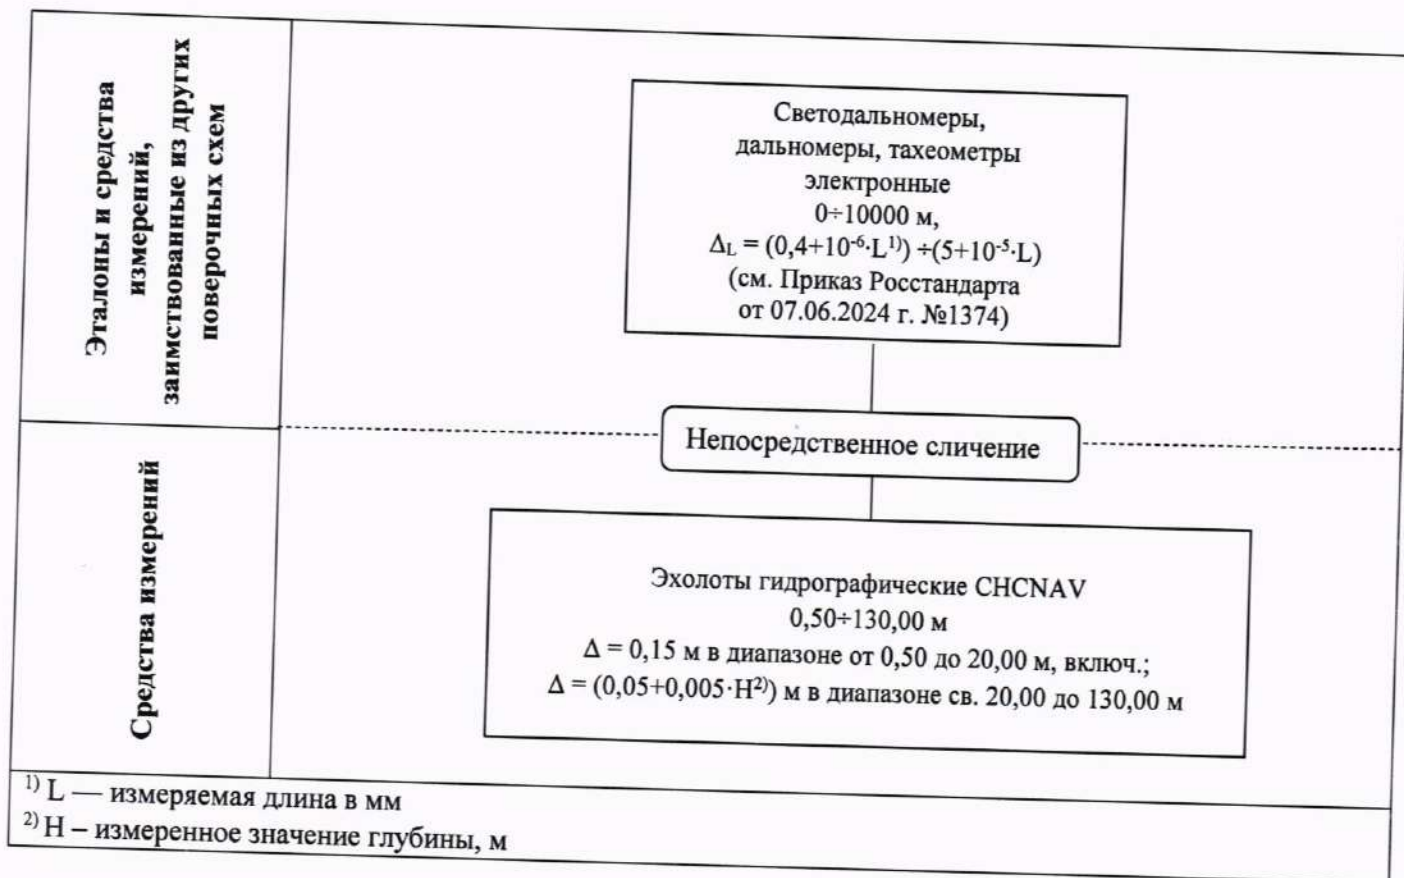 Эталоны и средства
измерений,
заимствованные из других
поверочных схем
Светодальномеры,
дальномеры, тахеометры
электронные
0÷10000 м,
Δ_L = (0,4+10⁻⁶·L¹⁾) ÷(5+10⁻⁵·L)
(см. Приказ Росстандарта
от 07.06.2024 г. №1374)
Непосредственное сличение
Средства измерений
Эхолоты гидрографические CHCNAV
0,50÷130,00 м
Δ = 0,15 м в диапазоне от 0,50 до 20,00 м, включ.;
Δ = (0,05+0,005·H²⁾) м в диапазоне св. 20,00 до 130,00 м
¹⁾ L — измеряемая длина в мм
²⁾ H – измеренное значение глубины, м